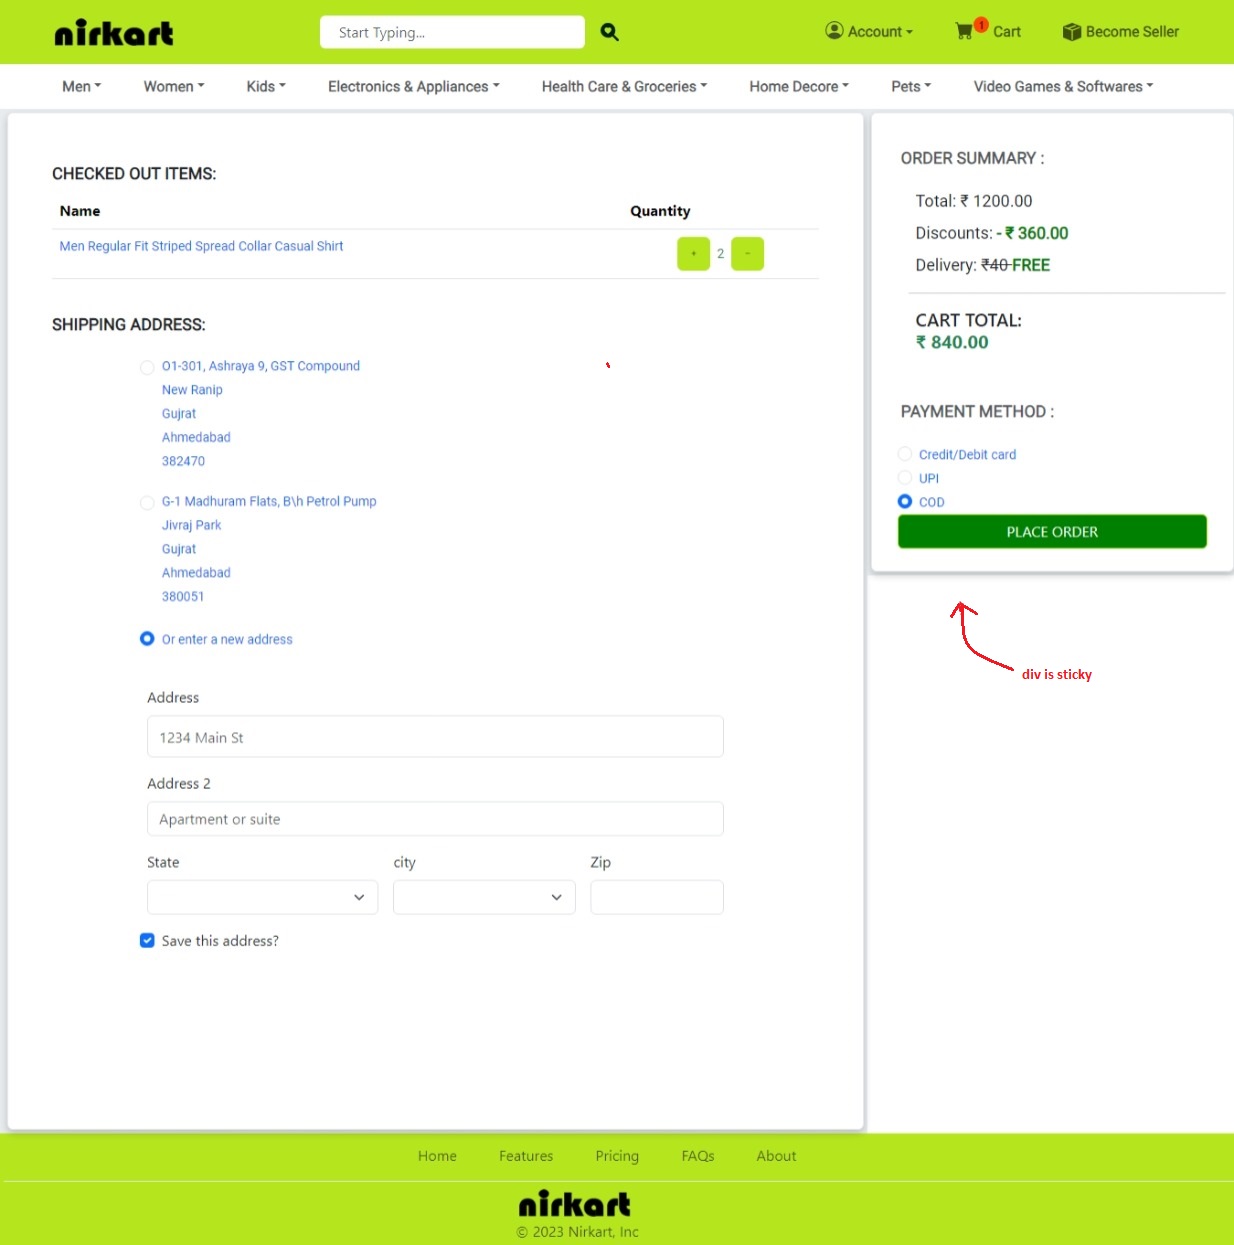 nirkart
Start Typing...
Account
1
Cart
Become Seller
Men
Women
Kids
Electronics & Appliances
Health Care & Groceries
Home Decore
Pets
Video Games & Softwares
CHECKED OUT ITEMS:
Name Quantity
Men Regular Fit Striped Spread Collar Casual Shirt
+ 2 -
SHIPPING ADDRESS:
O1-301, Ashraya 9, GST Compound
New Ranip
Gujrat
Ahmedabad
382470
G-1 Madhuram Flats, B\h Petrol Pump
Jivraj Park
Gujrat
Ahmedabad
380051
Or enter a new address
Address
1234 Main St
Address 2
Apartment or suite
State city Zip
Save this address?
ORDER SUMMARY :
Total: ₹ 1200.00
Discounts: - ₹ 360.00
Delivery: ₹40 FREE
CART TOTAL:
₹ 840.00
PAYMENT METHOD :
Credit/Debit card
UPI
COD
PLACE ORDER
div is sticky
Home Features Pricing FAQs About
nirkart
© 2023 Nirkart, Inc